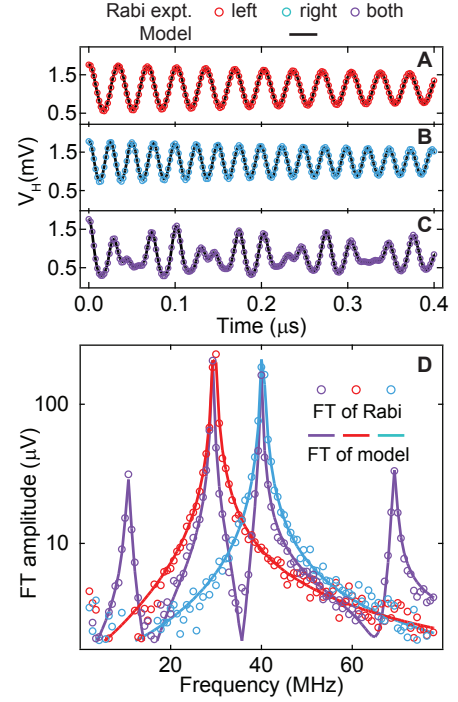 Rabi expt. left right both
Model
A
1.5
0.5
B
1.5
0.5
V_H(mV)
C
1.5
0.5
0.0 0.1 0.2 0.3 0.4
Time (μs)
D
100
FT of Rabi
FT of model
10
FT amplitude (μV)
20 40 60
Frequency (MHz)